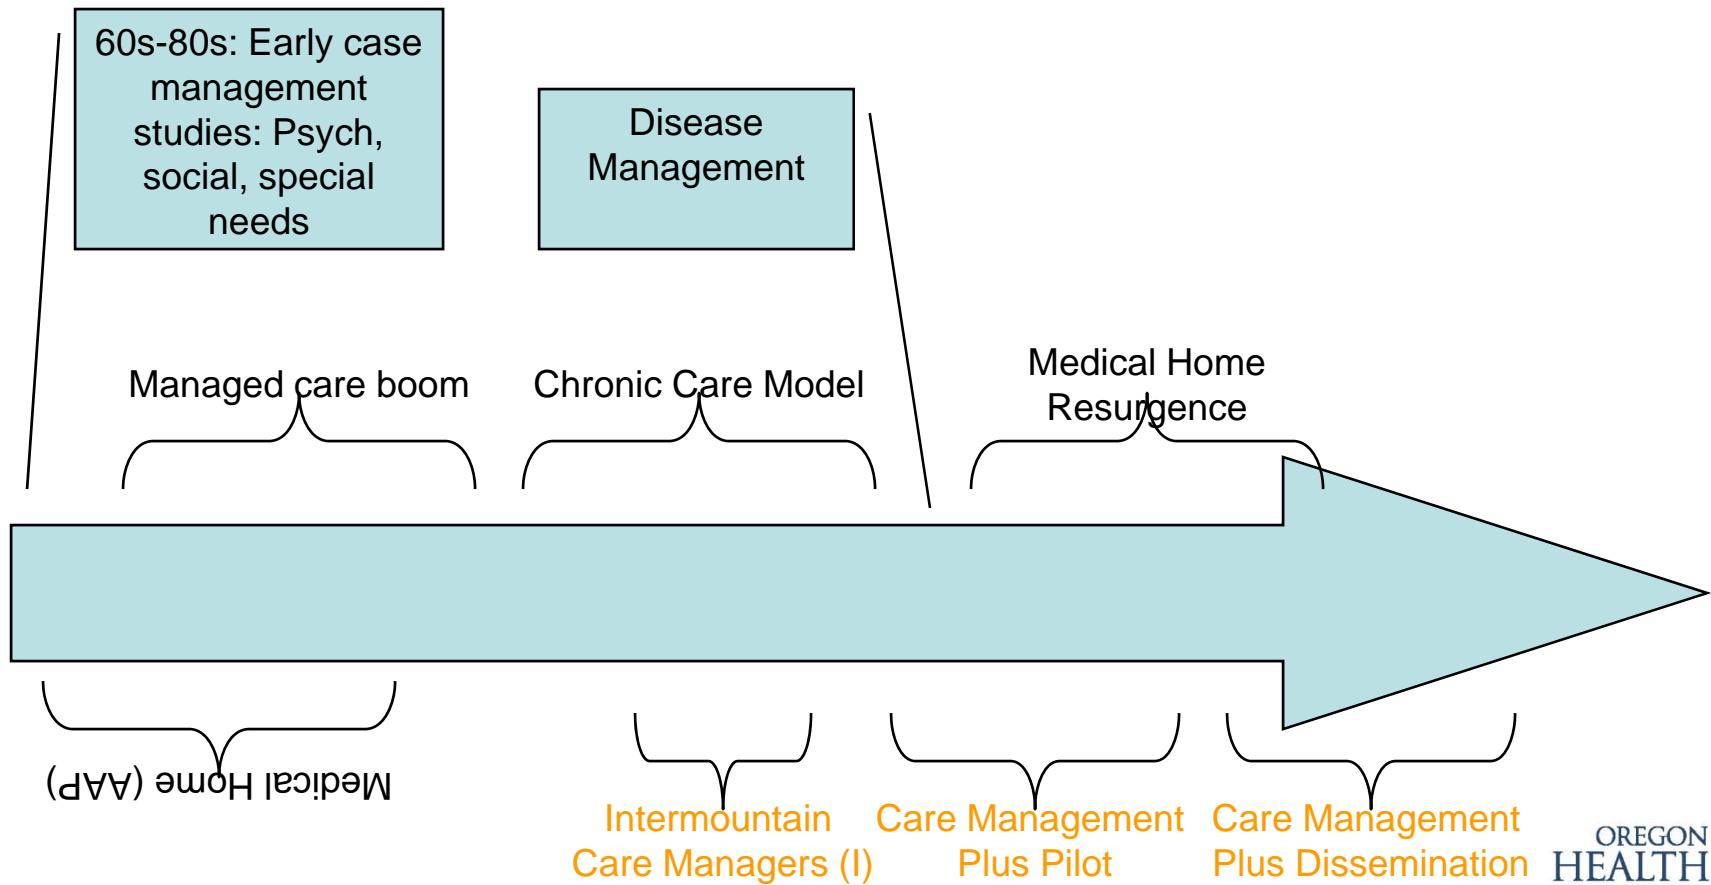 60s-80s: Early case
management
studies: Psych,
social, special
needs
Disease
Management
Managed care boom
Chronic Care Model
Medical Home
Resurgence
Medical Home (AAP)
Intermountain
Care Managers (I)
Care Management
Plus Pilot
Care Management
Plus Dissemination
OREGON
HEALTH